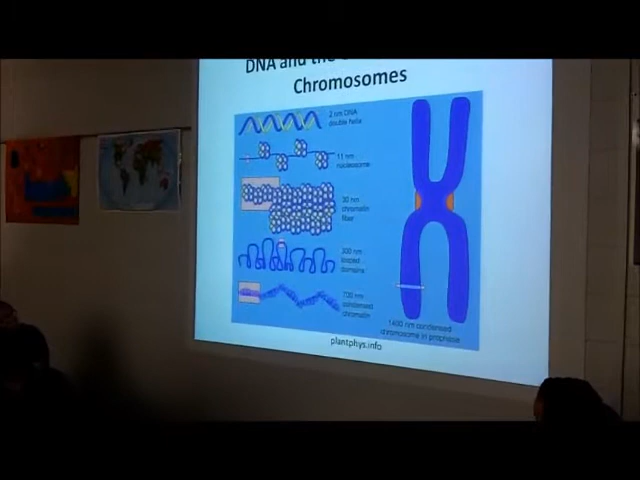 DNA and the
Chromosomes
2 nm DNA
double helix
11 nm
nucleosome
30 nm
chromatin
fiber
300 nm
looped
domains
700 nm
condensed
chromatin
1400 nm condensed
chromosome in prophase
plantphys.info